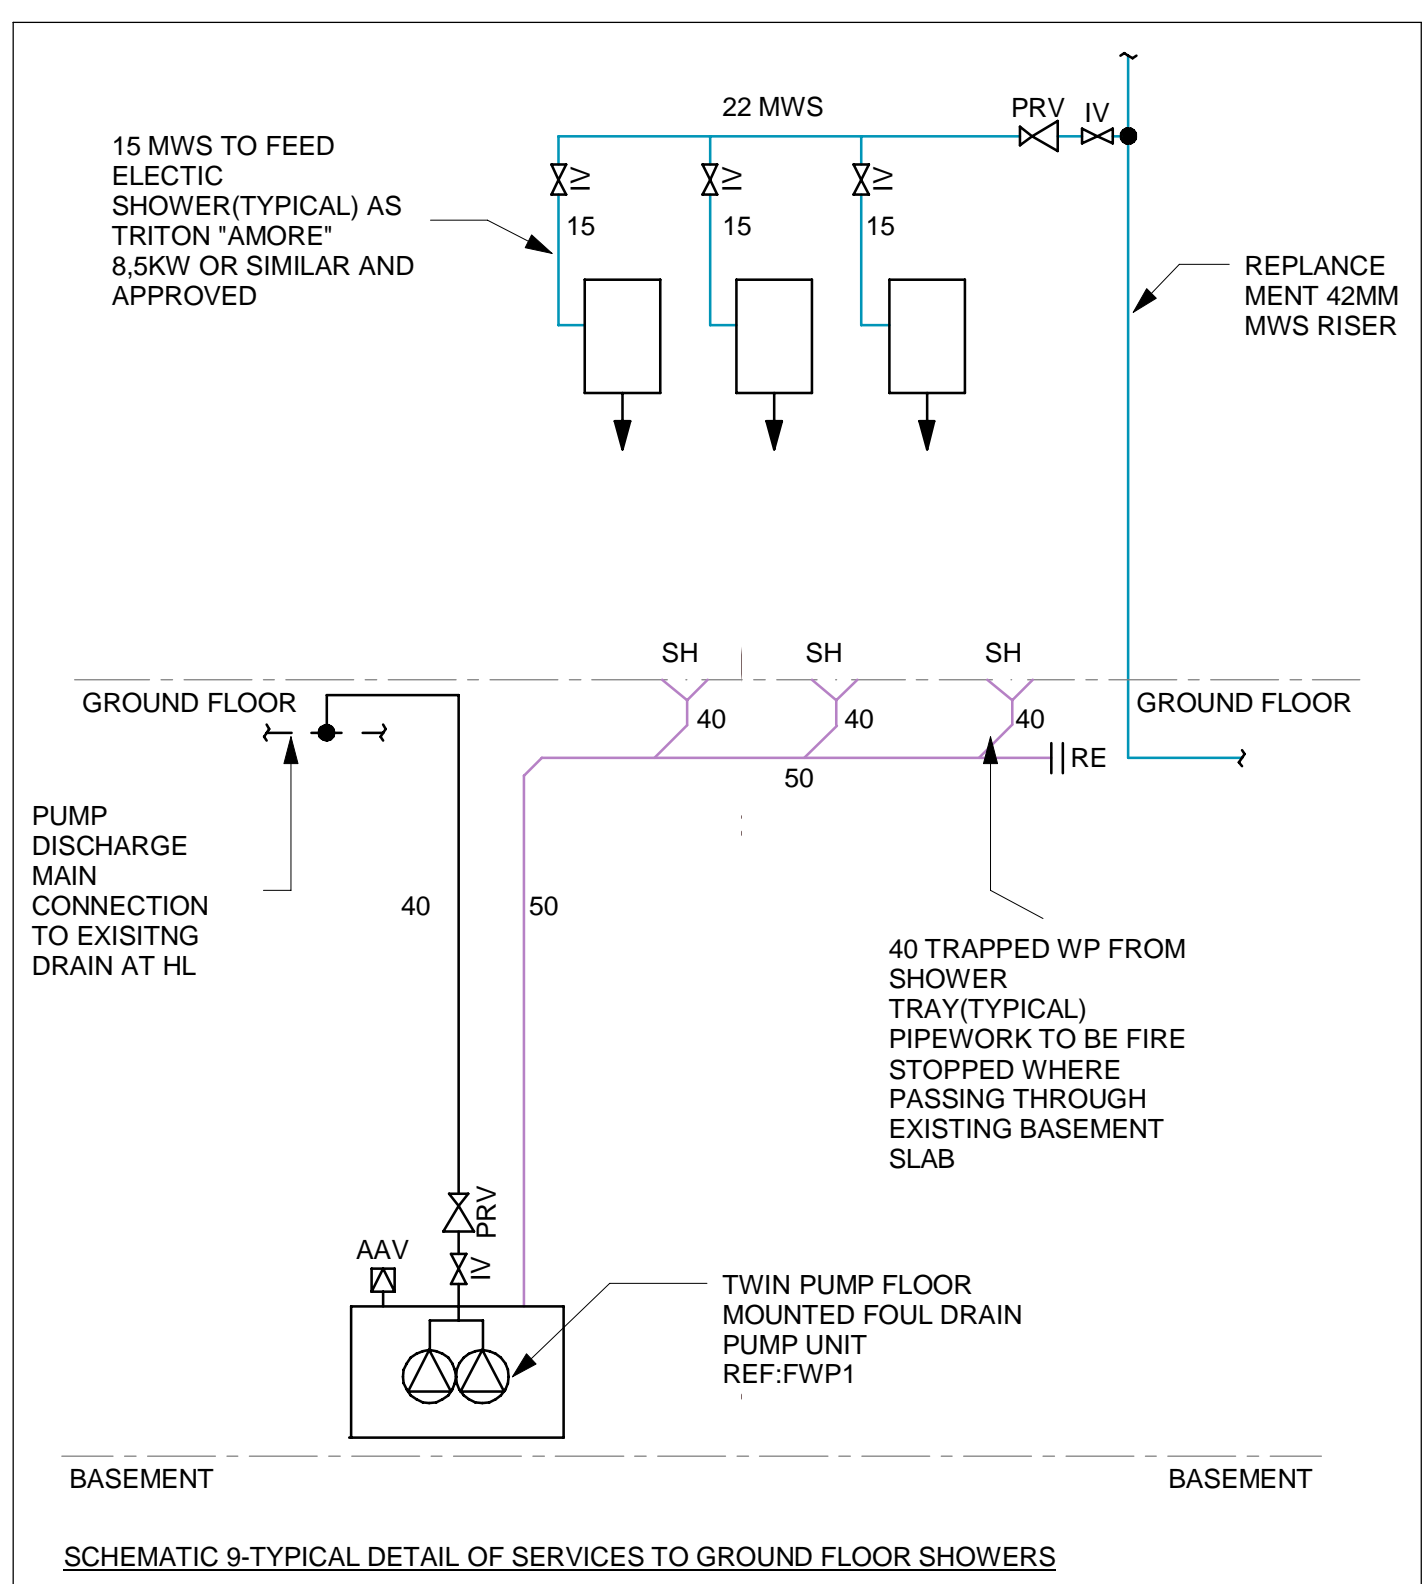 22 MWS
PRV
IV
15 MWS TO FEED
ELECTIC
SHOWER(TYPICAL) AS
TRITON "AMORE"
8,5KW OR SIMILAR AND
APPROVED
IV
IV
IV
15
15
15
REPLANCE
MENT 42MM
MWS RISER
SH
SH
SH
GROUND FLOOR
GROUND FLOOR
40
40
40
RE
50
PUMP
DISCHARGE
MAIN
CONNECTION
TO EXISITNG
DRAIN AT HL
40
50
40 TRAPPED WP FROM
SHOWER
TRAY(TYPICAL)
PIPEWORK TO BE FIRE
STOPPED WHERE
PASSING THROUGH
EXISTING BASEMENT
SLAB
PRV
AAV
IV
TWIN PUMP FLOOR
MOUNTED FOUL DRAIN
PUMP UNIT
REF:FWP1
BASEMENT
BASEMENT
SCHEMATIC 9-TYPICAL DETAIL OF SERVICES TO GROUND FLOOR SHOWERS